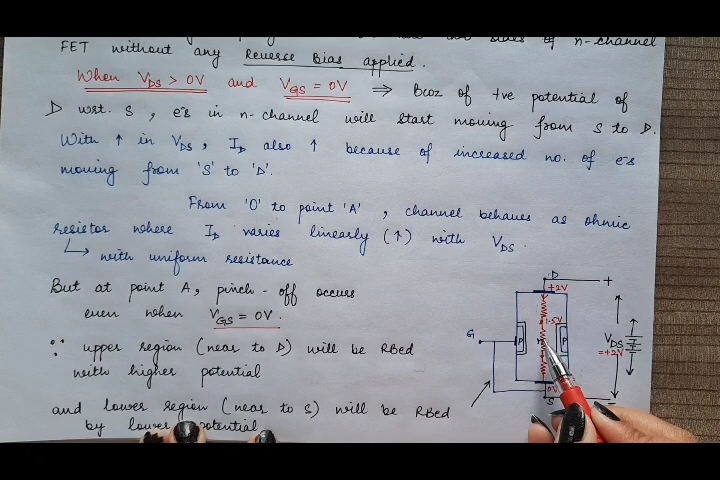 sides of n-channel
FET without any Reverse Bias applied.
When VDS > 0V and VGS = 0V ⇒ Bcoz of +ve potential of
D wrt. S, e⁻s in n-channel will start moving from S to D.
With ↑ in VDS, ID also ↑ because of increased no. of e⁻s
moving from 'S' to 'D'.
From 'O' to point 'A', channel behaves as ohmic
resistor where ID varies linearly (↑) with VDS.
↳ with uniform resistance
But at point A, pinch-off occurs
even when VGS = 0V.
∵ upper region (near to D) will be RBed
with higher potential
and lower region (near to S) will be RBed
by lower potential
D
+
+2V
1.5V
G
P
n
P
VDS
=+2V
0V
S
-